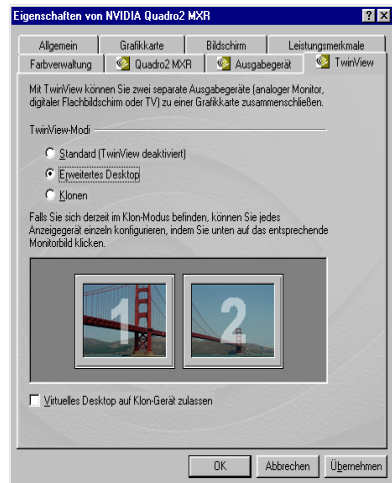 Eigenschaften von NVIDIA Quadro2 MXR
Allgemein Grafikkarte Bildschirm Leistungsmerkmale
Farbverwaltung Quadro2 MXR Ausgabegerät TwinView
Mit TwinView können Sie zwei separate Ausgabegeräte (analoger Monitor,
digitaler Flachbildschirm oder TV) zu einer Grafikkarte zusammenschließen.
TwinView-Modi
Standard (TwinView deaktiviert)
Erweitertes Desktop
Klonen
Falls Sie sich derzeit im Klon-Modus befinden, können Sie jedes
Anzeigegerät einzeln konfigurieren, indem Sie unten auf das entsprechende
Monitorbild klicken.
1 2
Virtuelles Desktop auf Klon-Gerät zulassen
OK Abbrechen Übernehmen